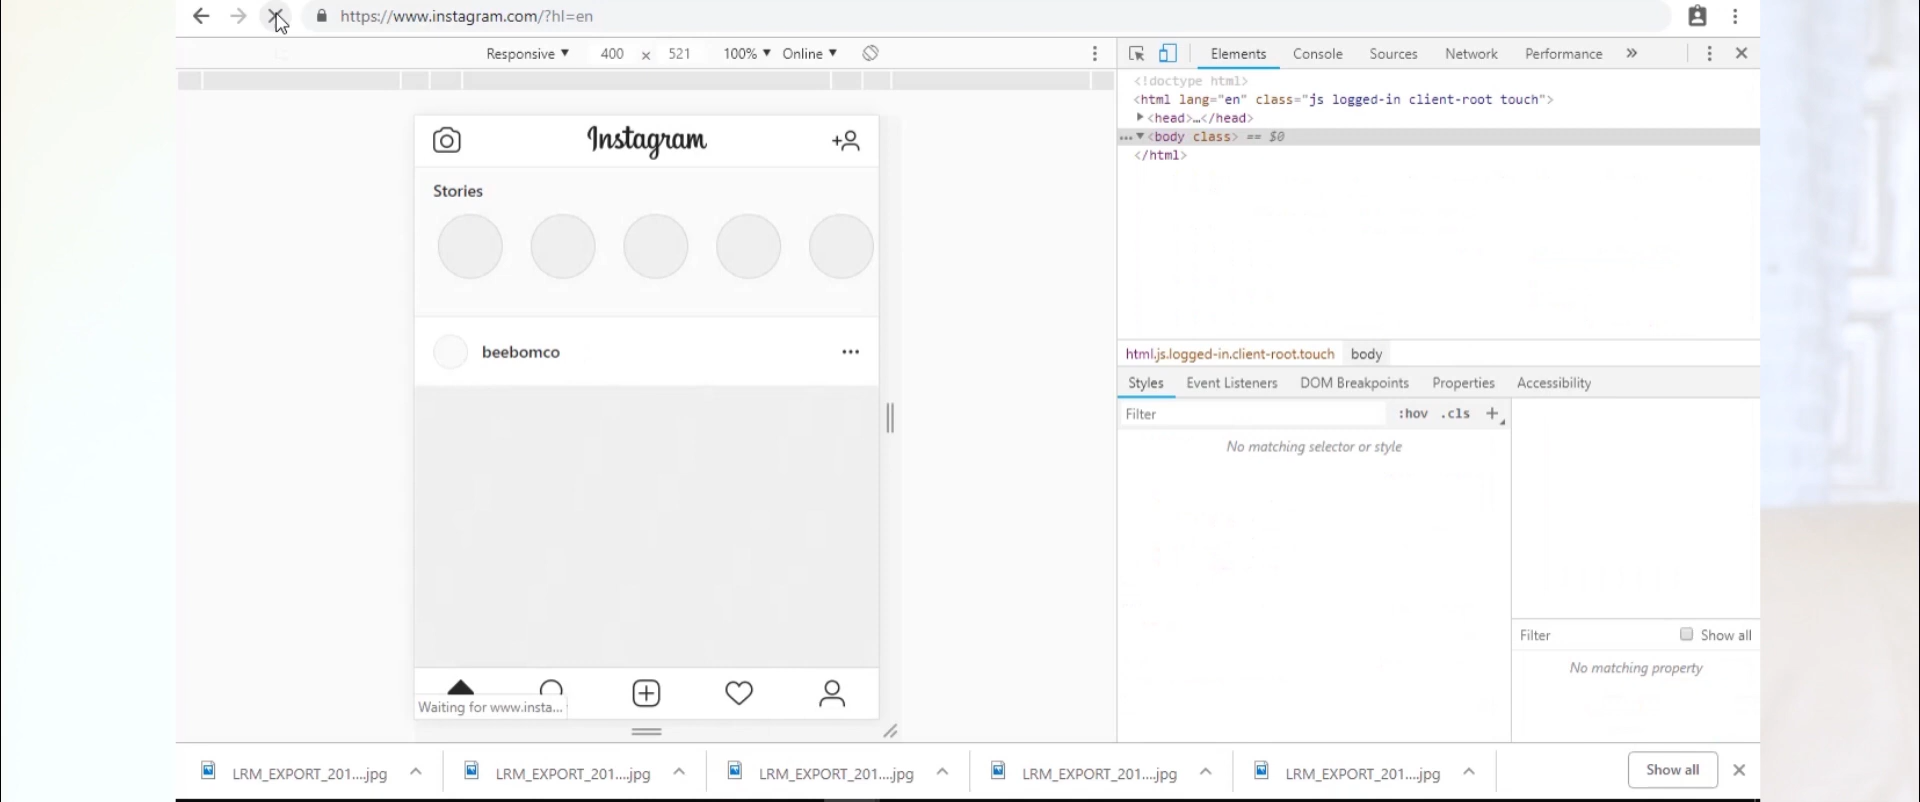 https://www.instagram.com/?hl=en
Responsive ▼ 400 x 521 100% ▼ Online ▼
Elements Console Sources Network Performance »
<!doctype html>
<html lang="en" class="js logged-in client-root touch">
▶<head>…</head>
…▼<body class> == $0
</html>
Instagram
Stories
beebomco
Waiting for www.insta...
html.js.logged-in.client-root.touch body
Styles Event Listeners DOM Breakpoints Properties Accessibility
Filter :hov .cls +
No matching selector or style
Filter Show all
No matching property
LRM_EXPORT_201....jpg LRM_EXPORT_201....jpg LRM_EXPORT_201....jpg LRM_EXPORT_201....jpg LRM_EXPORT_201....jpg Show all